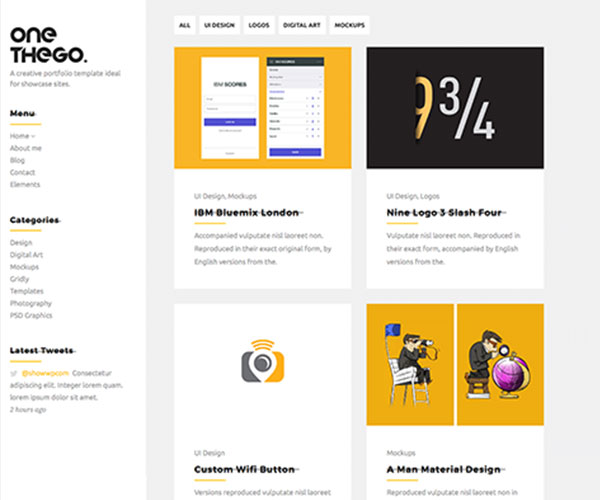 ONE
THEGO.
A creative portfolio template ideal
for showcase sites.
Menu
Home
About me
Blog
Contact
Elements
Categories
Design
Digital Art
Mockups
Gridly
Templates
Photography
PSD Graphics
Latest Tweets
@showwpcom Consectetur
adipiscing elit. Integer lorem quam.
lorem ipsum dolor sit amet.
2 hours ago
ALL
UI DESIGN
LOGOS
DIGITAL ART
MOCKUPS
IBM SCORES
UI Design, Mockups
IBM Bluemix London
Accompanied vulputate nisl laoreet non.
Reproduced in their exact original form, by
English versions from the.
9 3/4
UI Design, Logos
Nine Logo 3 Slash Four
Vulputate nisl laoreet non. Reproduced in
their exact original form, accompanied by English
versions from the.
UI Design
Custom Wifi Button
Versions reproduced vulputate nisl laoreet
Mockups
A Man Material Design
Reproduced in vulputate nisl laoreet non